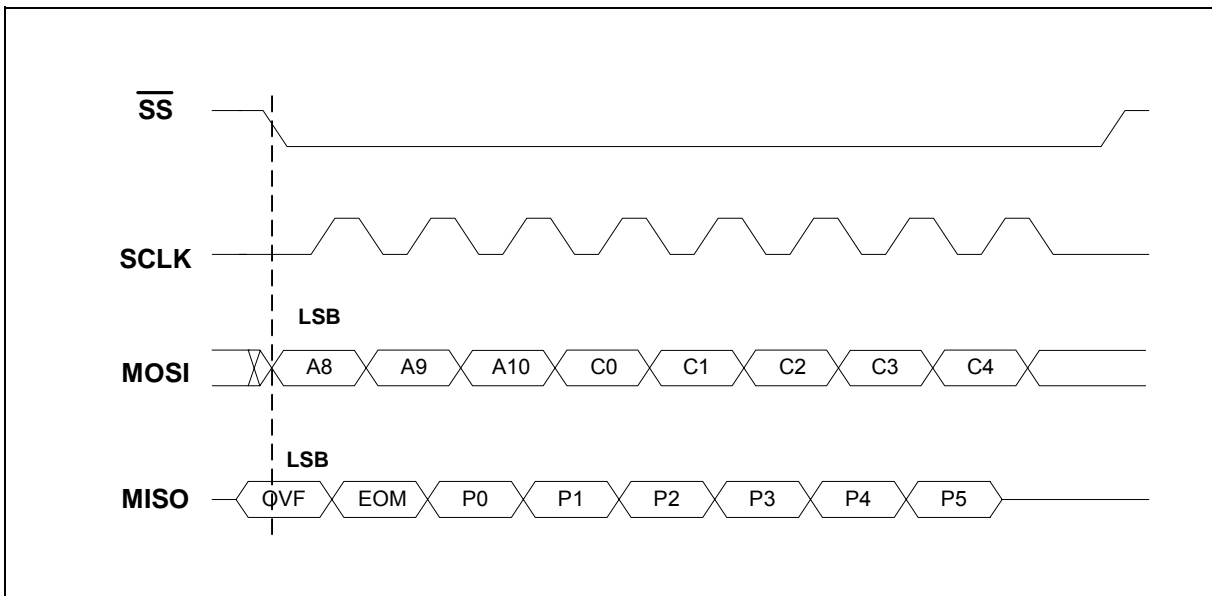 SS
SCLK
LSB
MOSI A8 A9 A10 C0 C1 C2 C3 C4
LSB
MISO OVF EOM P0 P1 P2 P3 P4 P5